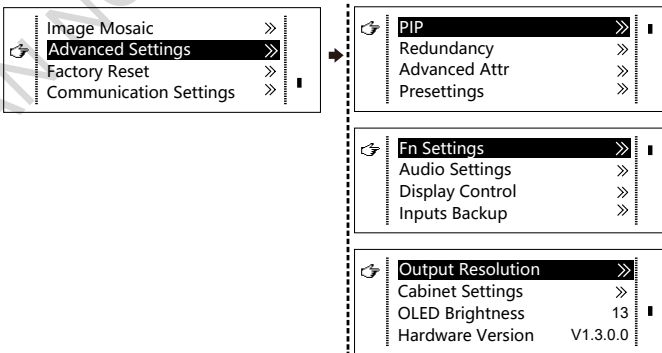 Image Mosaic »
Advanced Settings »
Factory Reset »
Communication Settings »
PIP »
Redundancy »
Advanced Attr »
Presettings »
Fn Settings »
Audio Settings »
Display Control »
Inputs Backup »
Output Resolution »
Cabinet Settings »
OLED Brightness 13
Hardware Version V1.3.0.0